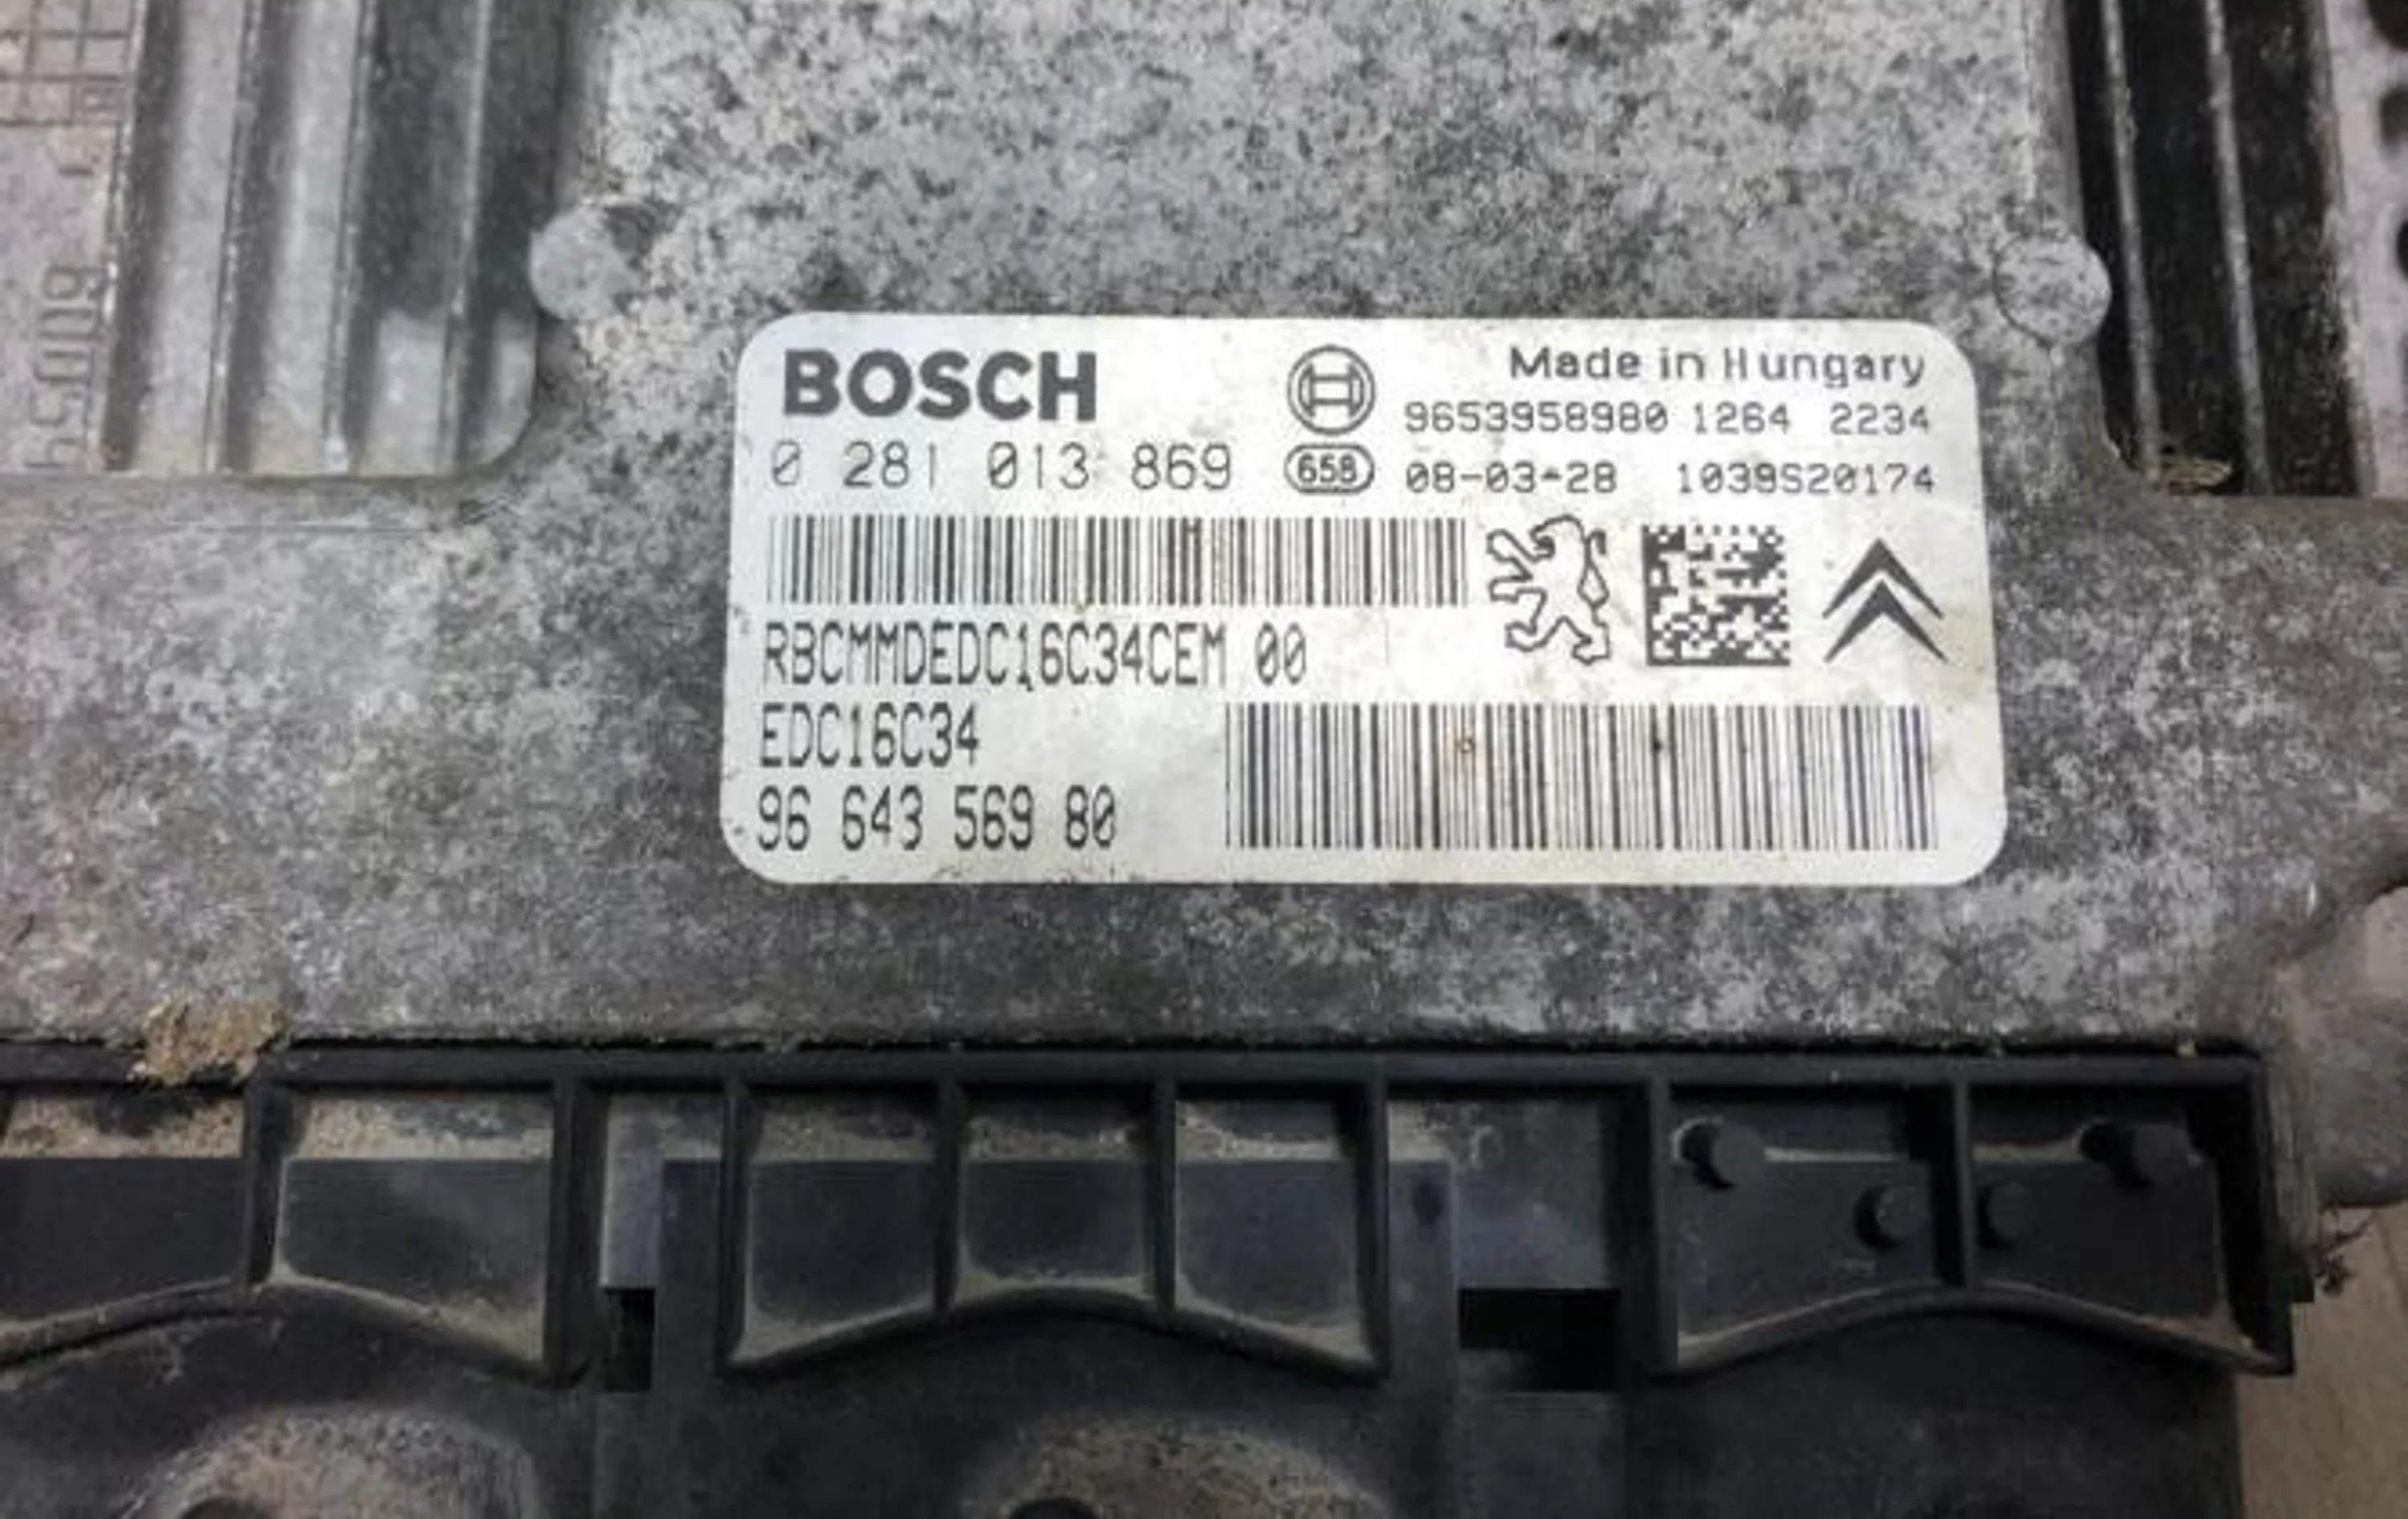 BOSCH
Made in Hungary
9653958980 1264 2234
0 281 013 869
658
08-03-28 1039S20174
RBCMMDEDC16C34CEM 00
EDC16C34
96 643 569 80